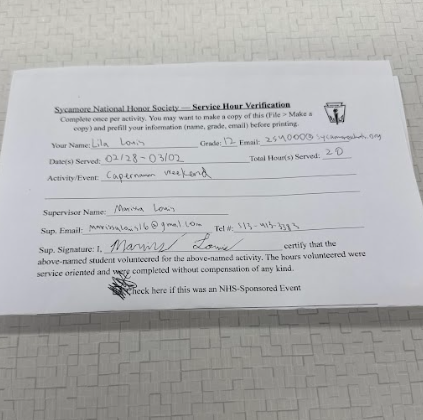 Sycamore National Honor Society — Service Hour Verification
Complete once per activity. You may want to make a copy of this (File > Make a
copy) and prefill your information (name, grade, email) before printing.
Your Name: Lila Louis Grade: 12 Email:
Date(s) Served: 02/28 - 03/02 Total Hour(s) Served: 20
Activity/Event: Capernaum Weekend
Supervisor Name: Marina Louis
Sup. Email: Tel #:
Sup. Signature: I, certify that the
above-named student volunteered for the above-named activity. The hours volunteered were
service oriented and were completed without compensation of any kind.
Check here if this was an NHS-Sponsored Event